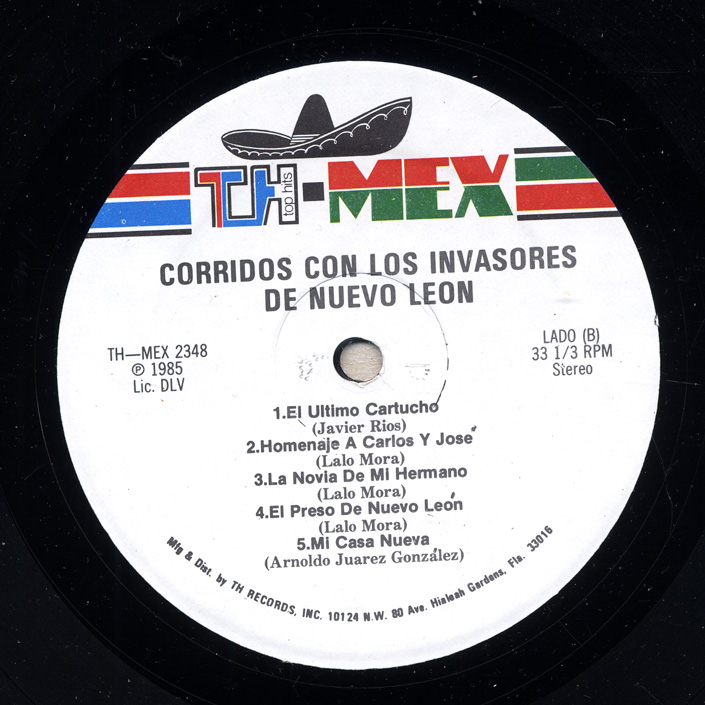 TH top hits-MEX
CORRIDOS CON LOS INVASORES
DE NUEVO LEON
TH—MEX 2348
℗ 1985
Lic. DLV
LADO (B)
33 1/3 RPM
Stereo
1.El Ultimo Cartucho
(Javier Rios)
2.Homenaje A Carlos Y José
(Lalo Mora)
3.La Novia De Mi Hermano
(Lalo Mora)
4.El Preso De Nuevo León
(Lalo Mora)
5.Mi Casa Nueva
(Arnoldo Juarez González)
Mfg & Dist. by TH RECORDS, INC. 10124 N.W. 80 Ave. Hialeah Gardens, Fla. 33016